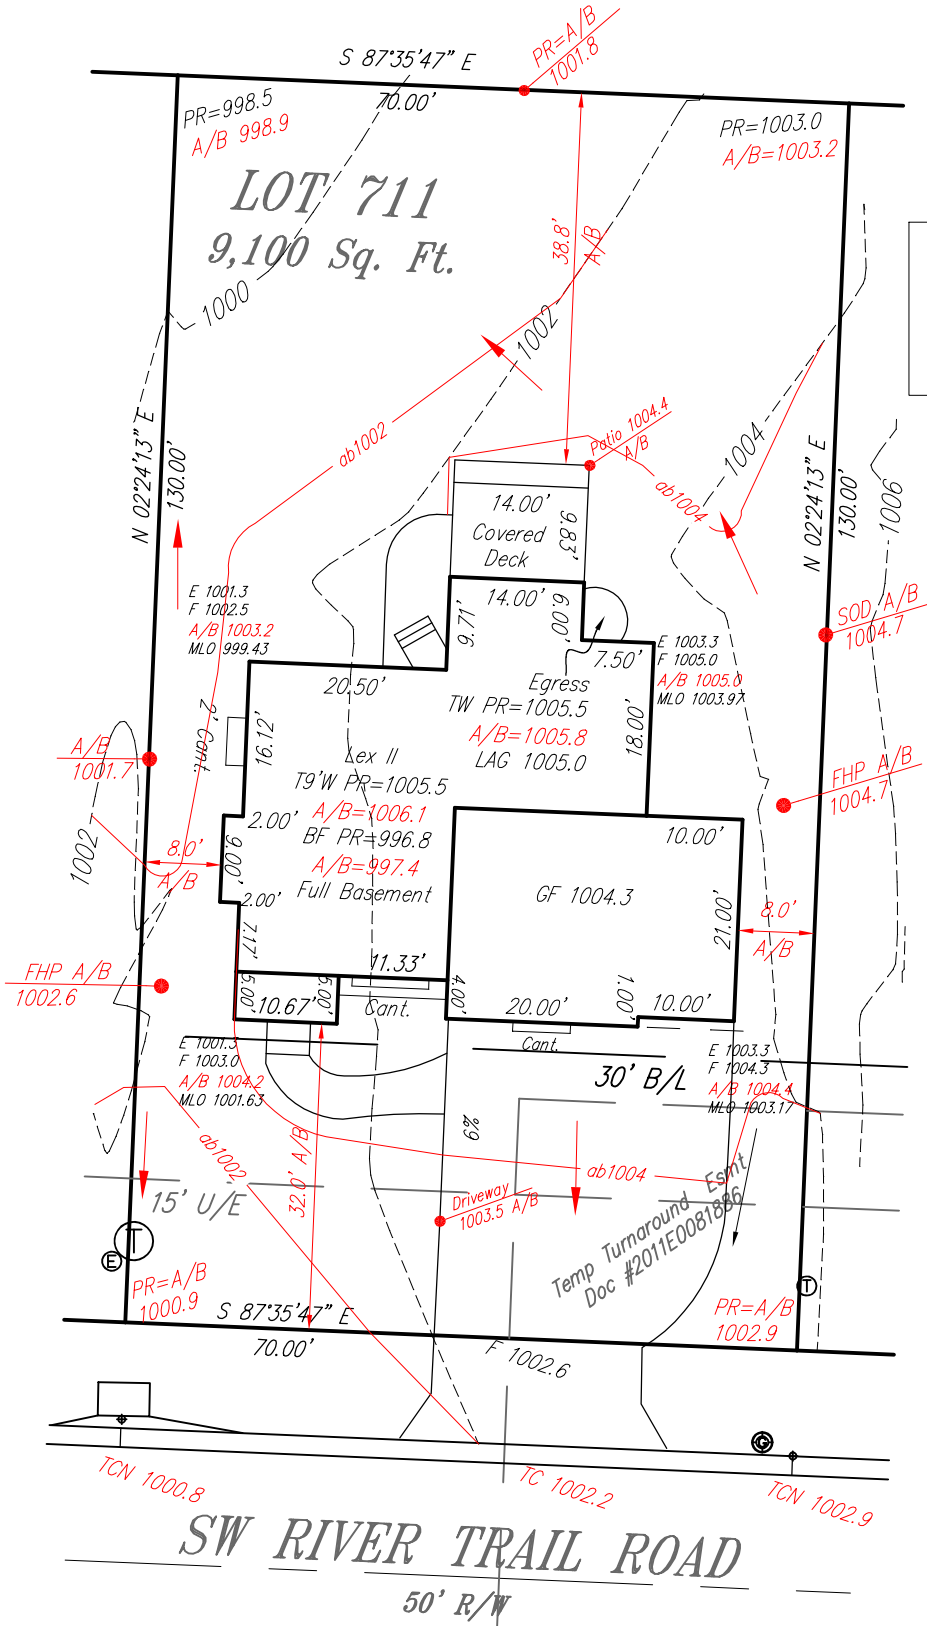 S 87°35'47" E
70.00'
PR=A/B
1001.8
PR=998.5
A/B 998.9
PR=1003.0
A/B=1003.2
LOT 711
9,100 Sq. Ft.
38.8'
A/B
1000
1002
ab1002
Patio 1004.4
A/B
1004
ab1004
1006
N 02°24'13" E
130.00'
N 02°24'13" E
130.00'
14.00'
Covered
Deck
9.83'
14.00'
9.71'
6.00'
7.50'
E 1001.3
F 1002.5
A/B 1003.2
MLO 999.43
E 1003.3
F 1005.0
A/B 1005.0
MLO 1003.97
SOD A/B
1004.7
20.50'
Egress
TW PR=1005.5
A/B=1005.8
LAG 1005.0
18.00'
2' Cant.
16.12'
A/B
1001.7
Lex II
T9'W PR=1005.5
A/B=1006.1
BF PR=996.8
A/B=997.4
Full Basement
FHP A/B
1004.7
2.00'
10.00'
1002
8.0'
A/B
9.00'
2.00'
GF 1004.3
21.00'
8.0'
A/B
7.17'
11.33'
FHP A/B
1002.6
5.00'
10.67'
5.00'
Cant.
4.00'
20.00'
1.00'
10.00'
Cant.
E 1001.3
F 1003.0
A/B 1004.2
MLO 1001.63
30' B/L
E 1003.3
F 1004.3
A/B 1004.4
MLO 1003.17
ab1002
32.0' A/B
6%
ab1004
15' U/E
Driveway
1003.5 A/B
Temp Turnaround Esmt
Doc #2011E0081886
T
E
T
PR=A/B
1000.9
PR=A/B
1002.9
S 87°35'47" E
70.00'
F 1002.6
G
TCN 1000.8
TC 1002.2
TCN 1002.9
SW RIVER TRAIL ROAD
50' R/W